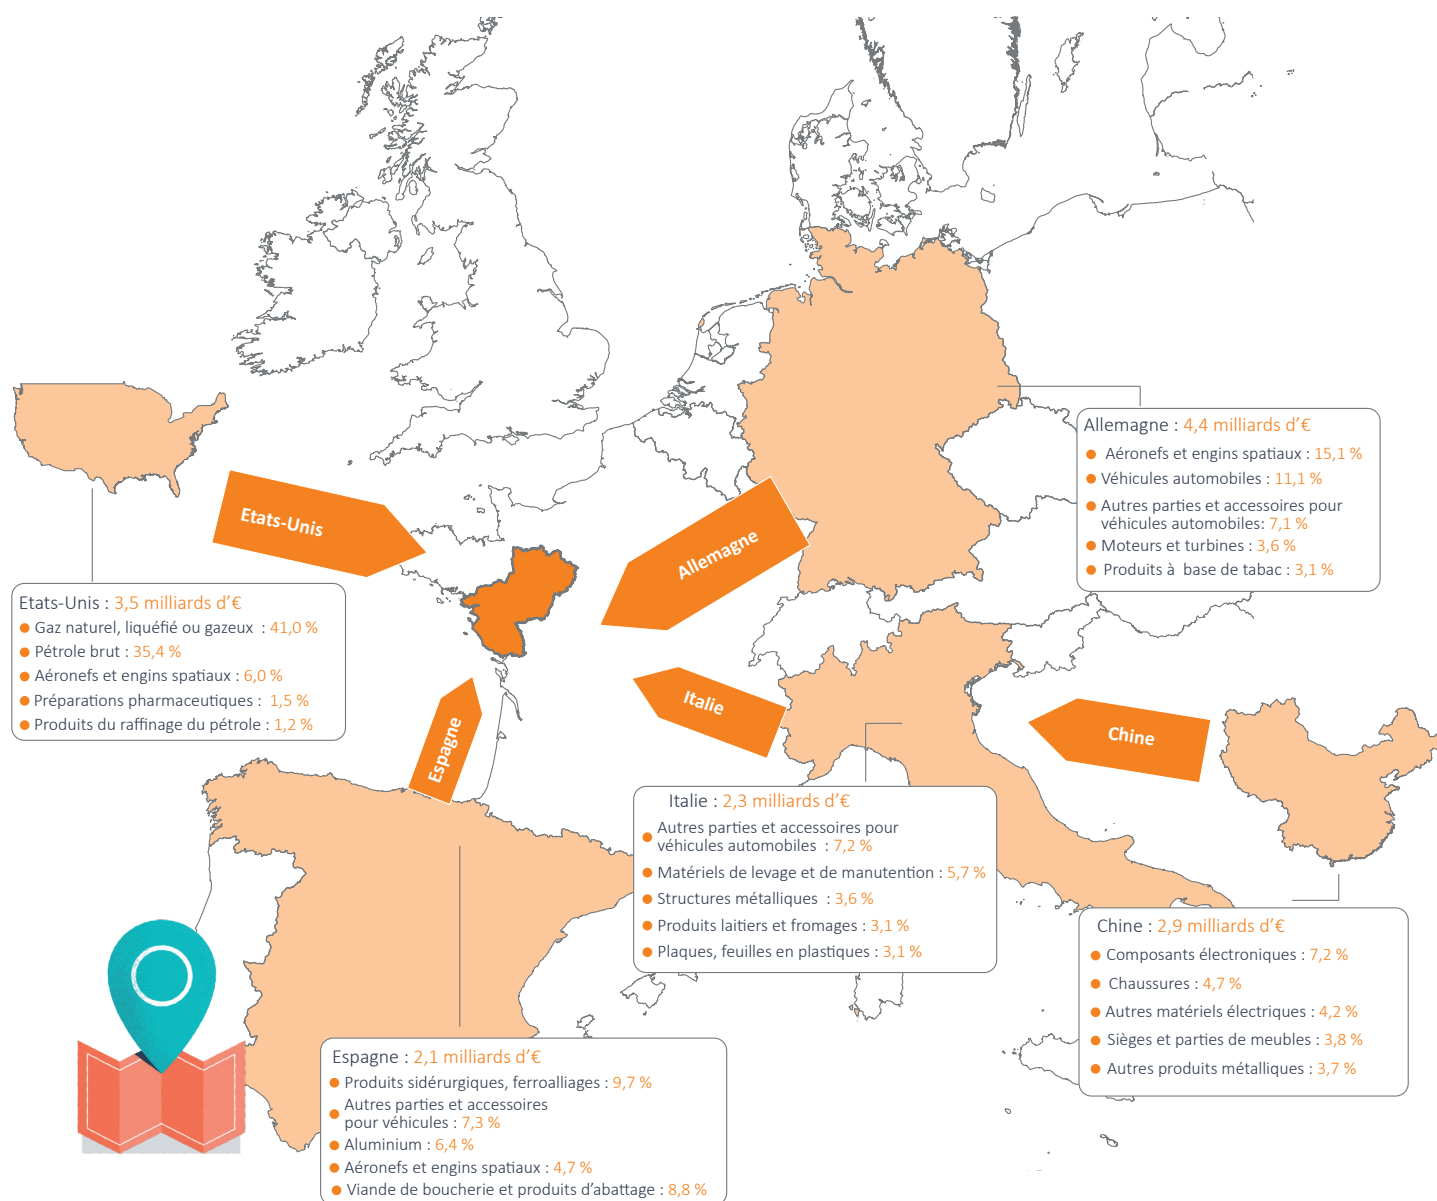 Allemagne : 4,4 milliards d'€
Aéronefs et engins spatiaux : 15,1 %
Véhicules automobiles : 11,1 %
Autres parties et accessoires pour
véhicules automobiles: 7,1 %
Moteurs et turbines : 3,6 %
Produits à base de tabac : 3,1 %
Etats-Unis
Allemagne
Etats-Unis : 3,5 milliards d'€
Gaz naturel, liquéfié ou gazeux : 41,0 %
Pétrole brut : 35,4 %
Aéronefs et engins spatiaux : 6,0 %
Préparations pharmaceutiques : 1,5 %
Produits du raffinage du pétrole : 1,2 %
Espagne
Italie
Chine
Italie : 2,3 milliards d'€
Autres parties et accessoires pour
véhicules automobiles : 7,2 %
Matériels de levage et de manutention : 5,7 %
Structures métalliques : 3,6 %
Produits laitiers et fromages : 3,1 %
Plaques, feuilles en plastiques : 3,1 %
Chine : 2,9 milliards d'€
Composants électroniques : 7,2 %
Chaussures : 4,7 %
Autres matériels électriques : 4,2 %
Sièges et parties de meubles : 3,8 %
Autres produits métalliques : 3,7 %
Espagne : 2,1 milliards d'€
Produits sidérurgiques, ferroalliages : 9,7 %
Autres parties et accessoires
pour véhicules : 7,3 %
Aluminium : 6,4 %
Aéronefs et engins spatiaux : 4,7 %
Viande de boucherie et produits d'abattage : 8,8 %